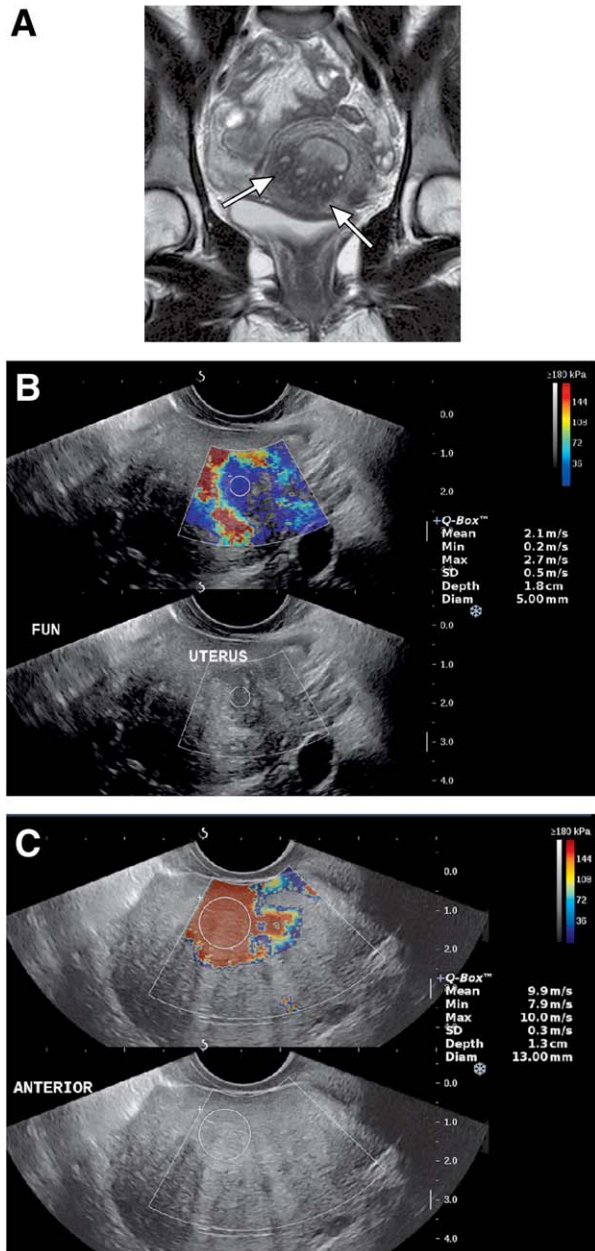 A
B
≥180 kPa
144
108
72
36
0.0
1.0
2.0
+Q-Box™
Mean 2.1 m/s
Min 0.2 m/s
Max 2.7 m/s
SD 0.5 m/s
Depth 1.8 cm
Diam 5.00 mm
FUN
UTERUS
0.0
1.0
2.0
3.0
4.0
C
≥180 kPa
144
108
72
36
0.0
1.0
2.0
+Q-Box™
Mean 9.9 m/s
Min 7.9 m/s
Max 10.0 m/s
SD 0.3 m/s
Depth 1.3 cm
Diam 13.00 mm
ANTERIOR
0.0
1.0
2.0
3.0
4.0